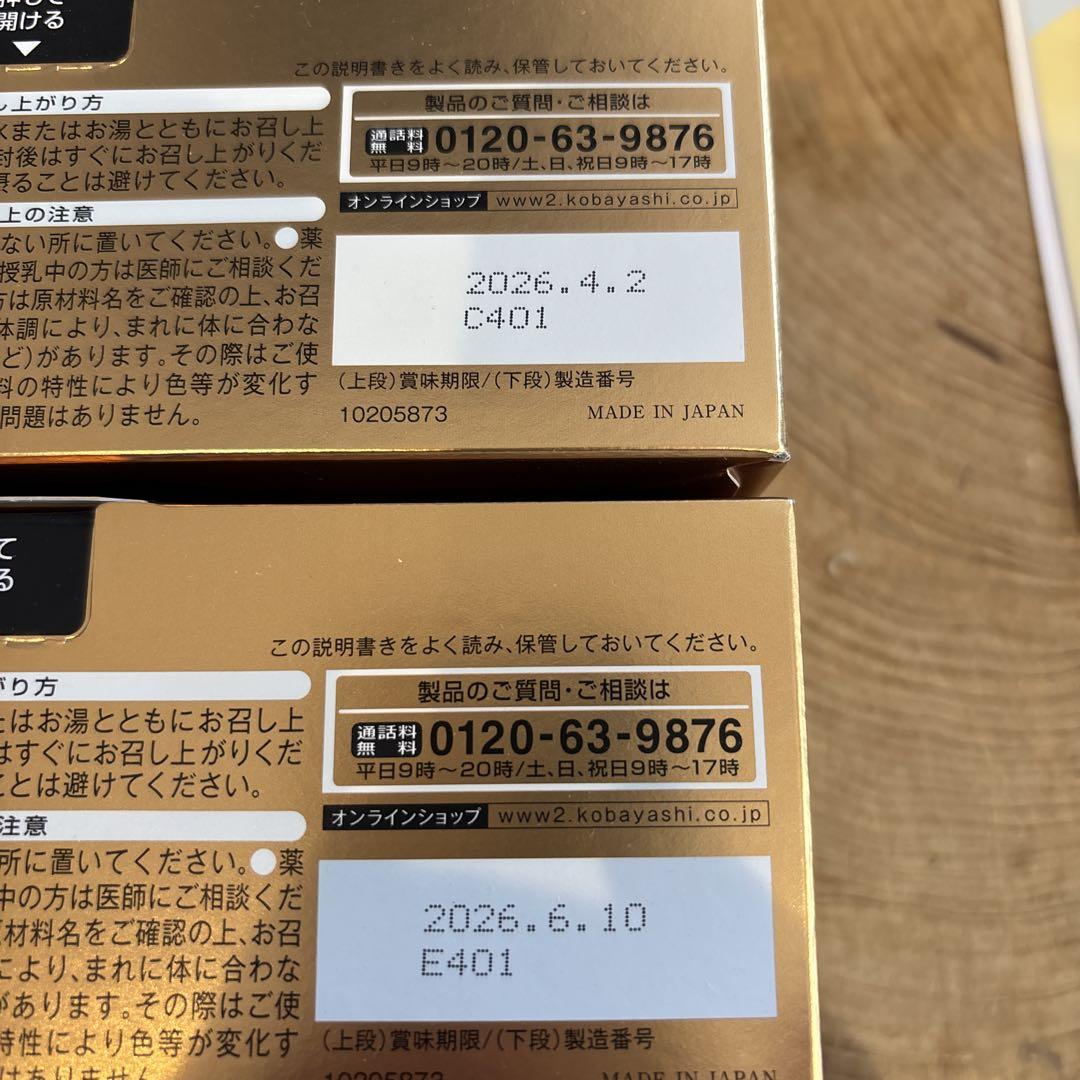 開ける
この説明書きをよく読み、保管しておいてください。
し上がり方
製品のご質問・ご相談は
水またはお湯とともにお召し上
通話料無料 0120-63-9876
封後はすぐにお召し上がりくだ
平日9時～20時/土、日、祝日9時～17時
ることは避けてください。
オンラインショップ www2.kobayashi.co.jp
上の注意
ない所に置いてください。●薬
授乳中の方は医師にご相談くだ
方は原材料名をご確認の上、お召
体調により、まれに体に合わな
ど)があります。その際はご使
料の特性により色等が変化す
問題はありません。
2026.4.2
C401
(上段)賞味期限/(下段)製造番号
10205873 MADE IN JAPAN
て
る
この説明書きをよく読み、保管しておいてください。
がり方
製品のご質問・ご相談は
たはお湯とともにお召し上
通話料無料 0120-63-9876
はすぐにお召し上がりくだ
平日9時～20時/土、日、祝日9時～17時
ことは避けてください。
オンラインショップ www2.kobayashi.co.jp
注意
所に置いてください。●薬
中の方は医師にご相談くだ
材料名をご確認の上、お召
により、まれに体に合わな
があります。その際はご使
特性により色等が変化す
はありません
2026.6.10
E401
(上段)賞味期限/(下段)製造番号
10205873 MADE IN JAPAN